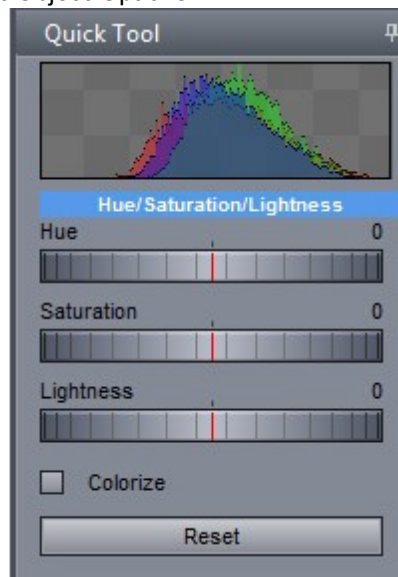 Quick Tool
Hue/Saturation/Lightness
Hue 0
Saturation 0
Lightness 0
Colorize
Reset